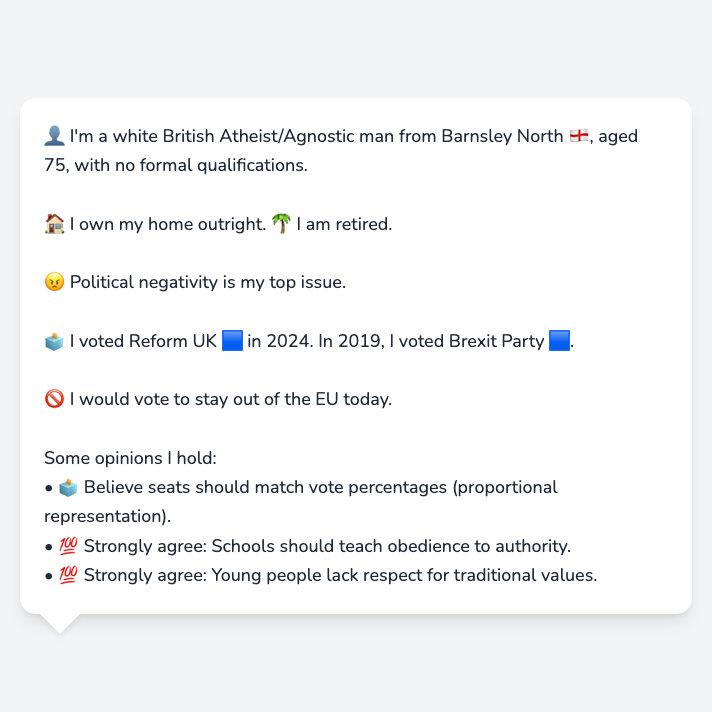 👤 I'm a white British Atheist/Agnostic man from Barnsley North 🏴󠁧󠁢󠁥󠁮󠁧󠁿, aged
75, with no formal qualifications.
🏠 I own my home outright. 🌴 I am retired.
😠 Political negativity is my top issue.
🗳️ I voted Reform UK 🟦 in 2024. In 2019, I voted Brexit Party 🟦.
🚫 I would vote to stay out of the EU today.
Some opinions I hold:
• 🗳️ Believe seats should match vote percentages (proportional
representation).
• 💯 Strongly agree: Schools should teach obedience to authority.
• 💯 Strongly agree: Young people lack respect for traditional values.